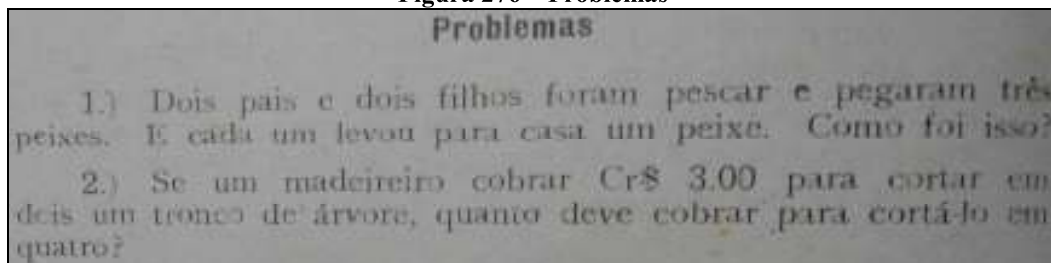 Figura 276 – Problemas
Problemas
1.) Dois pais e dois filhos foram pescar e pegaram três
peixes. E cada um levou para casa um peixe. Como foi isso?
2.) Se um madeireiro cobrar Cr$ 3.00 para cortar em
dois um tronco de árvore, quanto deve cobrar para cortá-lo em
quatro?